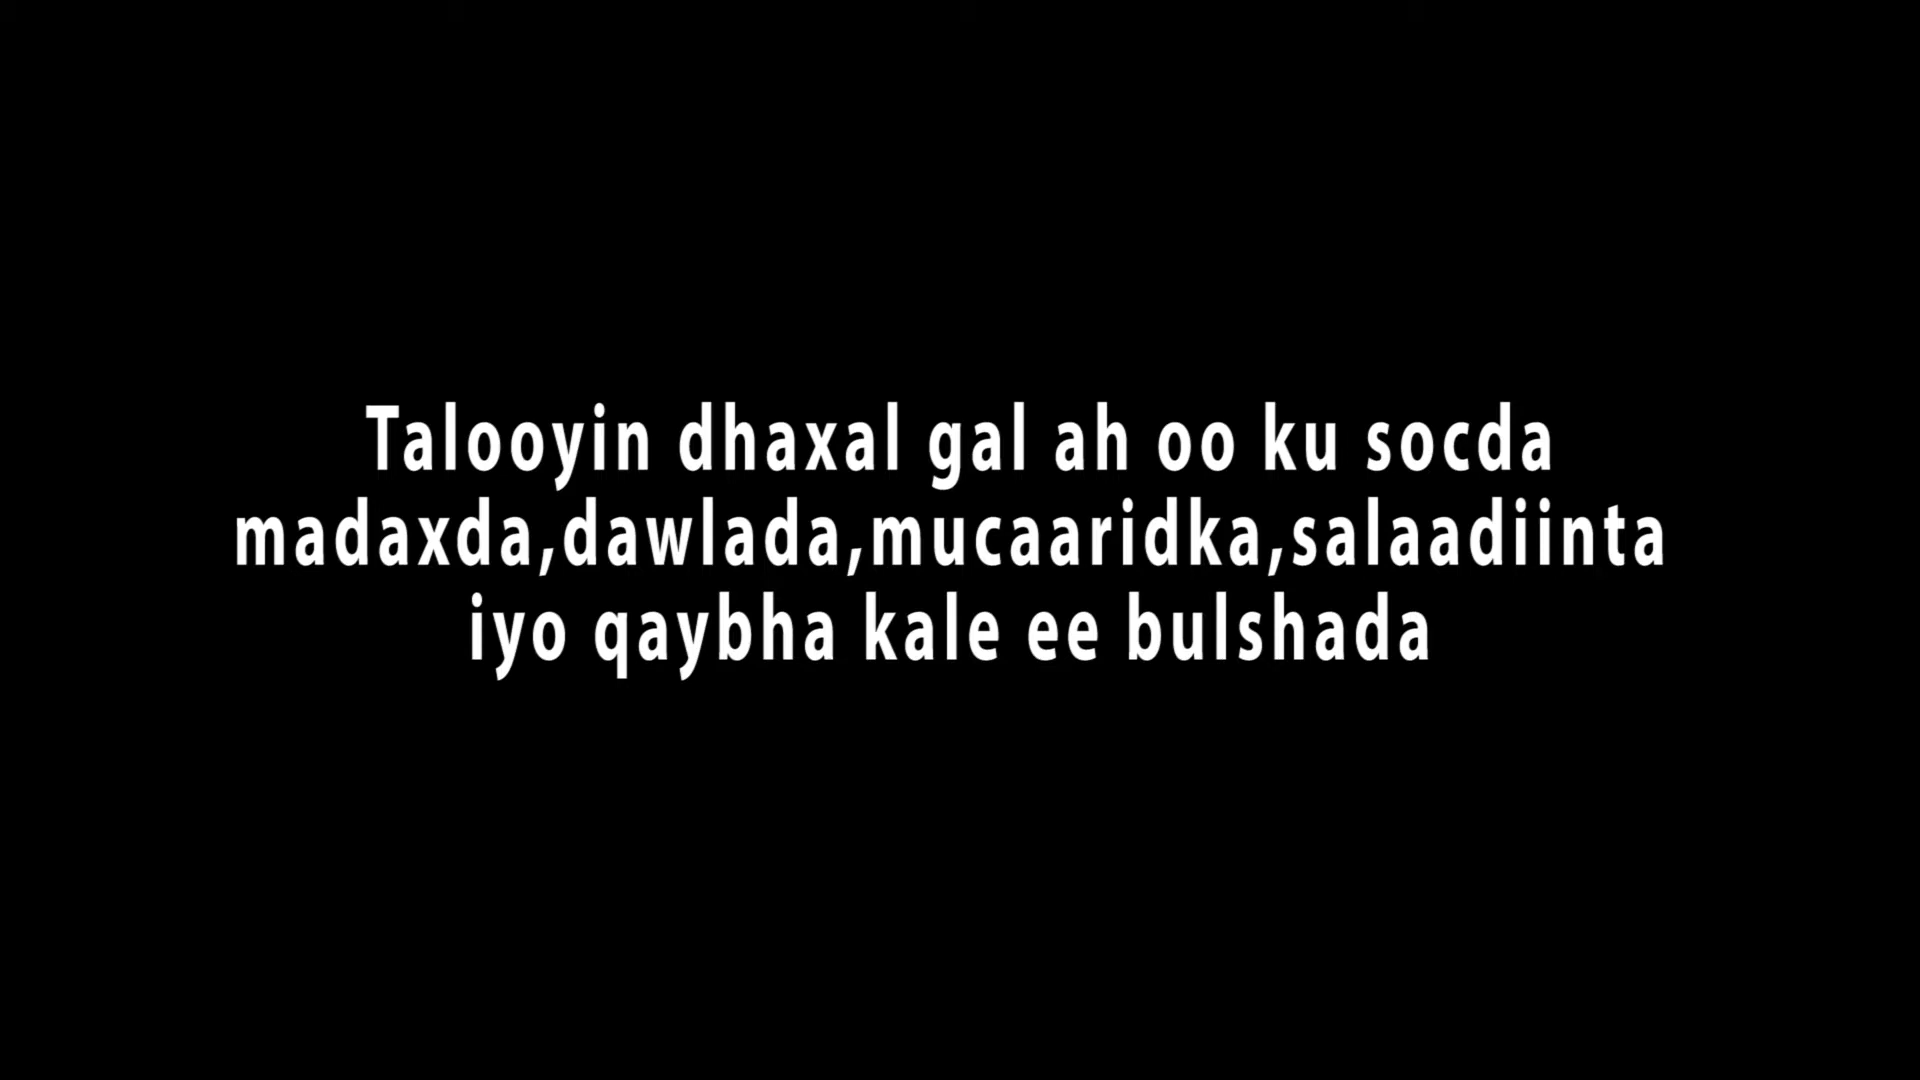 Talooyin dhaxal gal ah oo ku socda
madaxda,dawlada,mucaaridka,salaadiinta
iyo qaybha kale ee bulshada